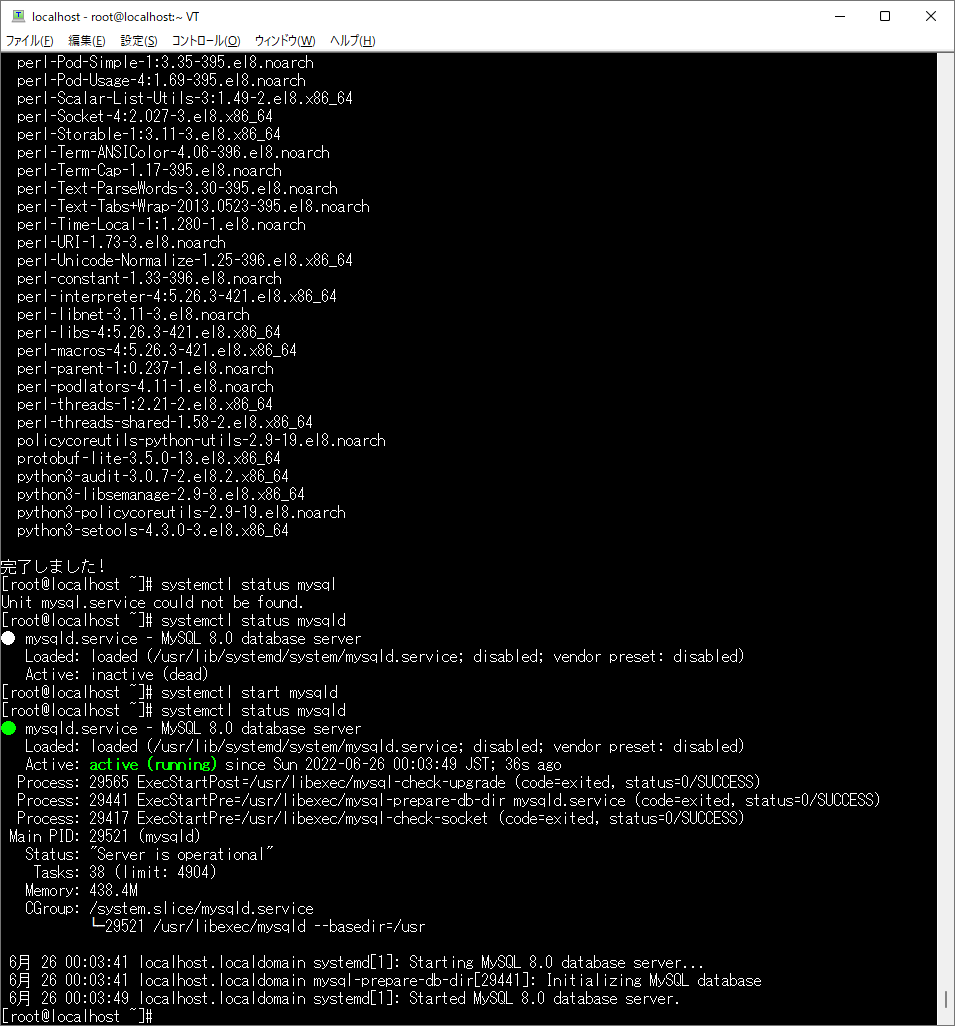 localhost - root@localhost:~ VT
ファイル(F) 編集(E) 設定(S) コントロール(O) ウィンドウ(W) ヘルプ(H)
perl-Pod-Simple-1:3.35-395.el8.noarch
perl-Pod-Usage-4:1.69-395.el8.noarch
perl-Scalar-List-Utils-3:1.49-2.el8.x86_64
perl-Socket-4:2.027-3.el8.x86_64
perl-Storable-1:3.11-3.el8.x86_64
perl-Term-ANSIColor-4.06-396.el8.noarch
perl-Term-Cap-1.17-395.el8.noarch
perl-Text-ParseWords-3.30-395.el8.noarch
perl-Text-Tabs+Wrap-2013.0523-395.el8.noarch
perl-Time-Local-1:1.280-1.el8.noarch
perl-URI-1.73-3.el8.noarch
perl-Unicode-Normalize-1.25-396.el8.x86_64
perl-constant-1.33-396.el8.noarch
perl-interpreter-4:5.26.3-421.el8.x86_64
perl-libnet-3.11-3.el8.noarch
perl-libs-4:5.26.3-421.el8.x86_64
perl-macros-4:5.26.3-421.el8.x86_64
perl-parent-1:0.237-1.el8.noarch
perl-podlators-4.11-1.el8.noarch
perl-threads-1:2.21-2.el8.x86_64
perl-threads-shared-1.58-2.el8.x86_64
policycoreutils-python-utils-2.9-19.el8.noarch
protobuf-lite-3.5.0-13.el8.x86_64
python3-audit-3.0.7-2.el8.2.x86_64
python3-libsemanage-2.9-8.el8.x86_64
python3-policycoreutils-2.9-19.el8.noarch
python3-setools-4.3.0-3.el8.x86_64
完了しました!
[root@localhost ~]# systemctl status mysql
Unit mysql.service could not be found.
[root@localhost ~]# systemctl status mysqld
● mysqld.service - MySQL 8.0 database server
Loaded: loaded (/usr/lib/systemd/system/mysqld.service; disabled; vendor preset: disabled)
Active: inactive (dead)
[root@localhost ~]# systemctl start mysqld
[root@localhost ~]# systemctl status mysqld
● mysqld.service - MySQL 8.0 database server
Loaded: loaded (/usr/lib/systemd/system/mysqld.service; disabled; vendor preset: disabled)
Active: active (running) since Sun 2022-06-26 00:03:49 JST; 36s ago
Process: 29565 ExecStartPost=/usr/libexec/mysql-check-upgrade (code=exited, status=0/SUCCESS)
Process: 29441 ExecStartPre=/usr/libexec/mysql-prepare-db-dir mysqld.service (code=exited, status=0/SUCCESS)
Process: 29417 ExecStartPre=/usr/libexec/mysql-check-socket (code=exited, status=0/SUCCESS)
Main PID: 29521 (mysqld)
Status: "Server is operational"
Tasks: 38 (limit: 4904)
Memory: 438.4M
CGroup: /system.slice/mysqld.service
└─29521 /usr/libexec/mysqld --basedir=/usr
6月 26 00:03:41 localhost.localdomain systemd[1]: Starting MySQL 8.0 database server...
6月 26 00:03:41 localhost.localdomain mysql-prepare-db-dir[29441]: Initializing MySQL database
6月 26 00:03:49 localhost.localdomain systemd[1]: Started MySQL 8.0 database server.
[root@localhost ~]#